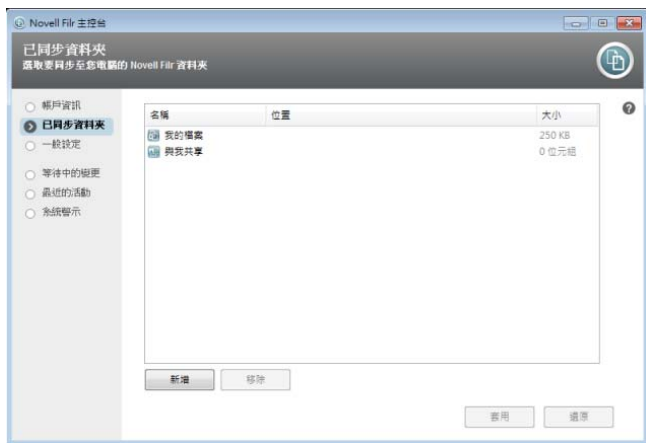 Novell Filr 主控台
已同步資料夾
選取要同步至您電腦的 Novell Filr 資料夾
帳戶資訊
已同步資料夾
一般設定
等待中的變更
最近的活動
系統警示
名稱 位置 大小
我的檔案 250 KB
與我共享 0 位元組
新增 移除
套用 還原